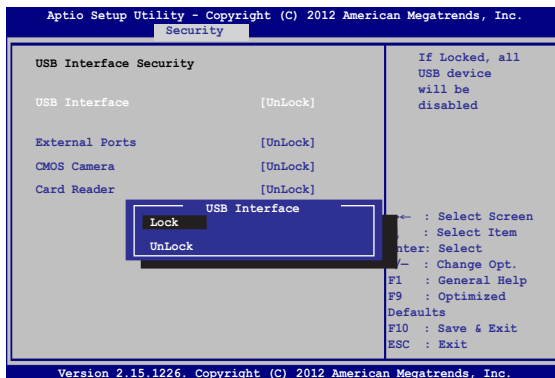 Aptio Setup Utility - Copyright (C) 2012 American Megatrends, Inc.
Security
USB Interface Security
USB Interface [UnLock]
External Ports [UnLock]
CMOS Camera [UnLock]
Card Reader [UnLock]
USB Interface
Lock
UnLock
If Locked, all
USB device
will be
disabled
←: Select Screen
: Select Item
nter: Select
/— : Change Opt.
F1 : General Help
F9 : Optimized
Defaults
F10 : Save & Exit
ESC : Exit
Version 2.15.1226. Copyright (C) 2012 American Megatrends, Inc.